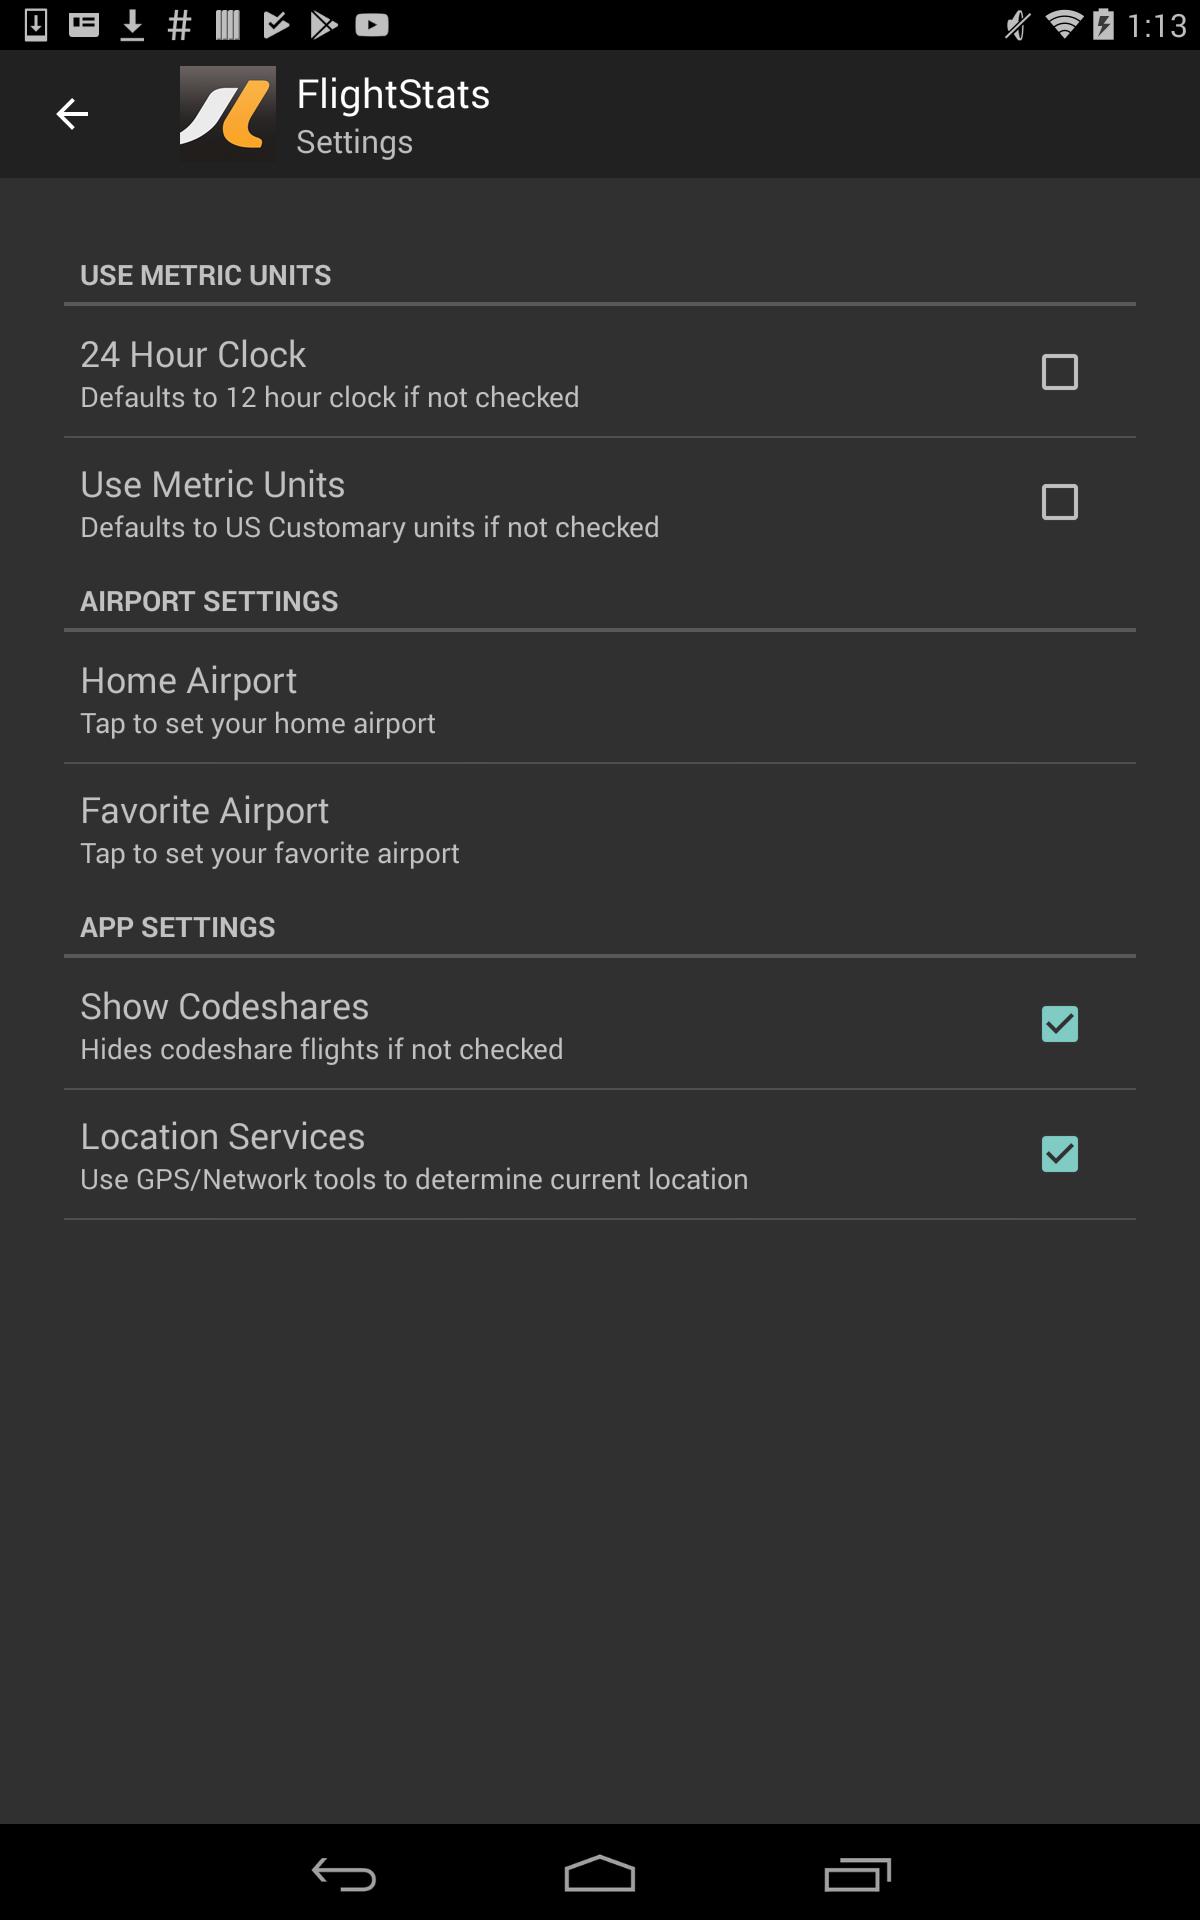 1:13
FlightStats
Settings
USE METRIC UNITS
24 Hour Clock
Defaults to 12 hour clock if not checked
Use Metric Units
Defaults to US Customary units if not checked
AIRPORT SETTINGS
Home Airport
Tap to set your home airport
Favorite Airport
Tap to set your favorite airport
APP SETTINGS
Show Codeshares
Hides codeshare flights if not checked
Location Services
Use GPS/Network tools to determine current location